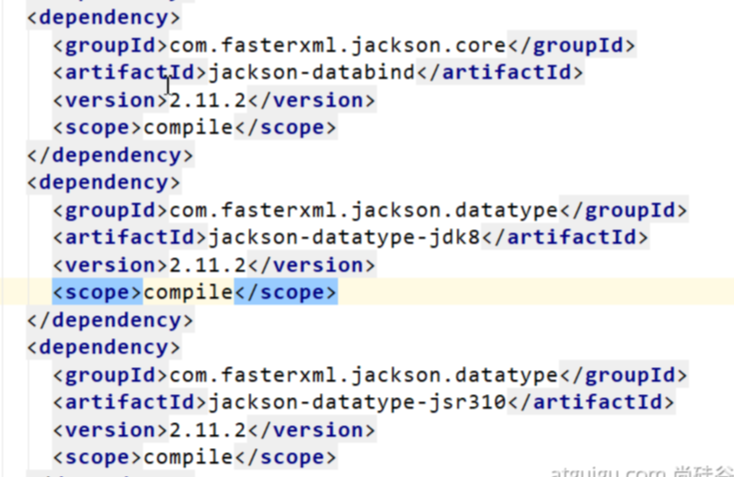 <dependency>
<groupId>com.fasterxml.jackson.core</groupId>
<artifactId>jackson-databind</artifactId>
<version>2.11.2</version>
<scope>compile</scope>
</dependency>
<dependency>
<groupId>com.fasterxml.jackson.datatype</groupId>
<artifactId>jackson-datatype-jdk8</artifactId>
<version>2.11.2</version>
<scope>compile</scope>
</dependency>
<dependency>
<groupId>com.fasterxml.jackson.datatype</groupId>
<artifactId>jackson-datatype-jsr310</artifactId>
<version>2.11.2</version>
<scope>compile</scope>
atguigu.com 尚硅谷